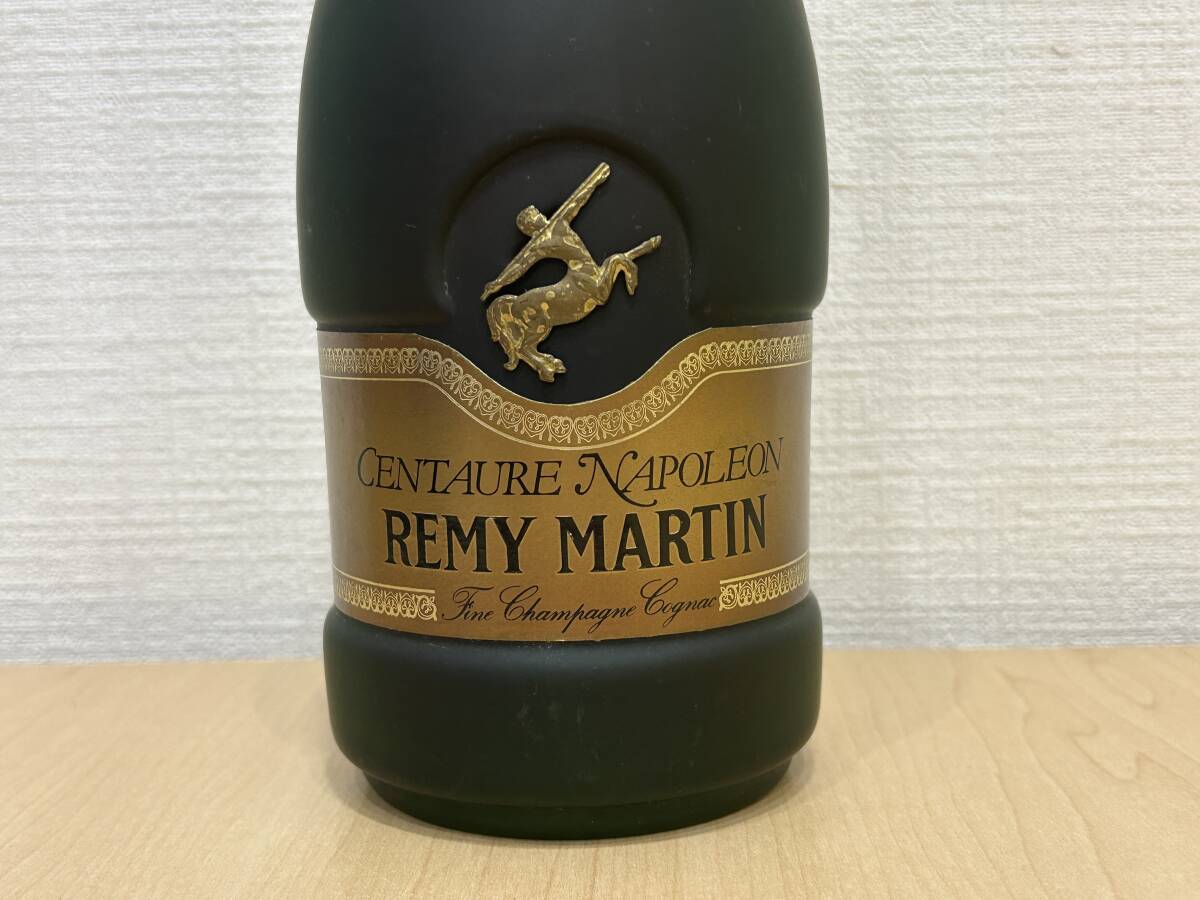 CENTAURE NAPOLEON
REMY MARTIN
Fine Champagne Cognac